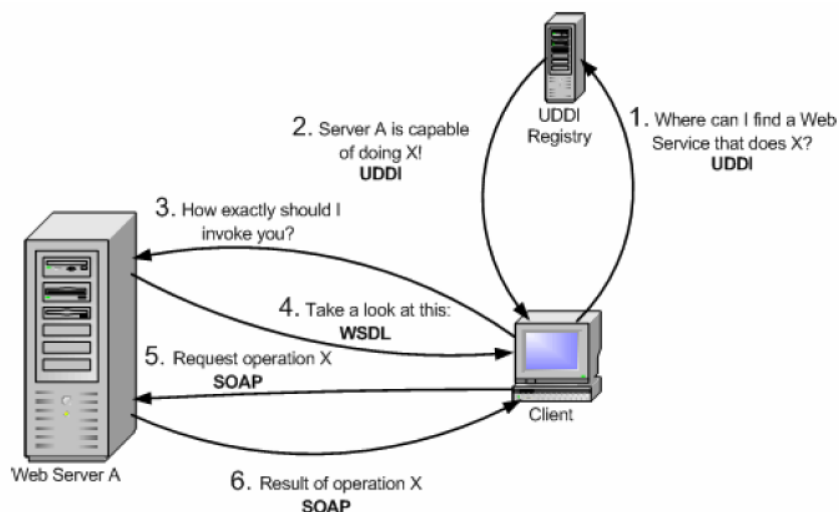 UDDI
Registry
1. Where can I find a Web
Service that does X?
UDDI
2. Server A is capable
of doing X!
UDDI
3. How exactly should I
invoke you?
4. Take a look at this:
WSDL
5. Request operation X
SOAP
Client
Web Server A
6. Result of operation X
SOAP